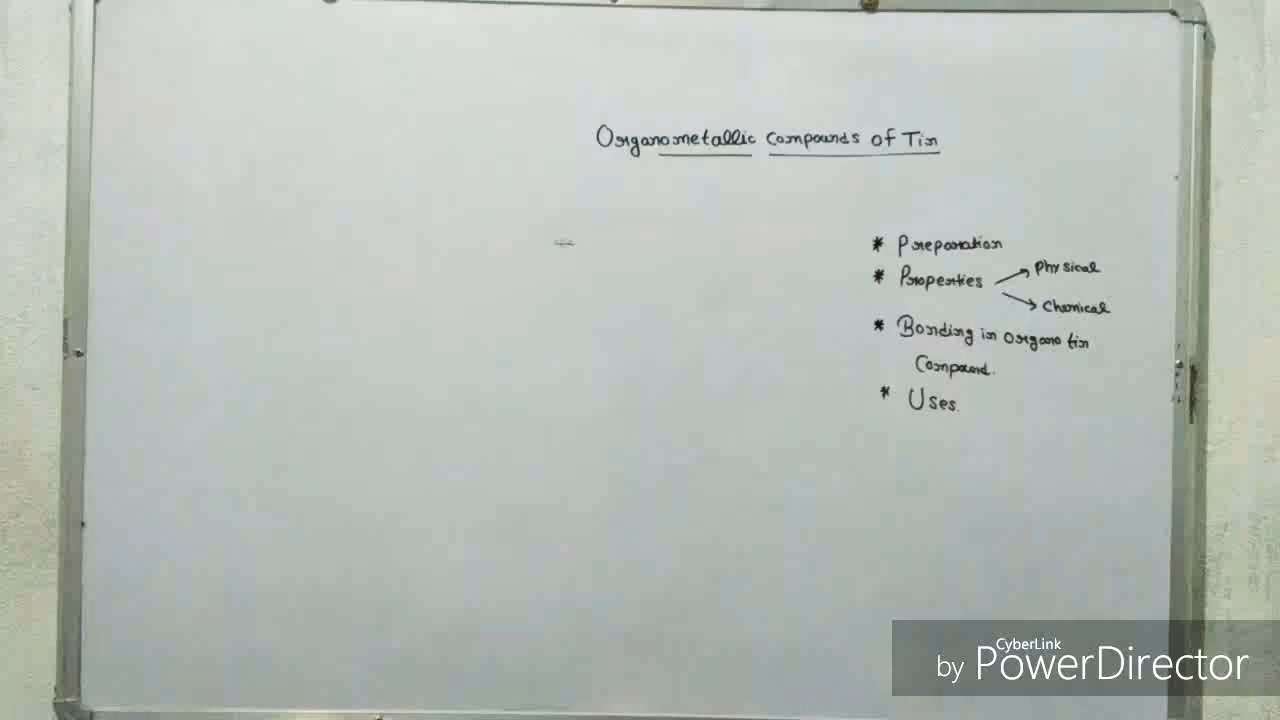 Organometallic Compounds of Tin
* Preparation
* Properties
Physical
Chemical
* Bonding in organo tin
Compound.
* Uses.
CyberLink
by PowerDirector